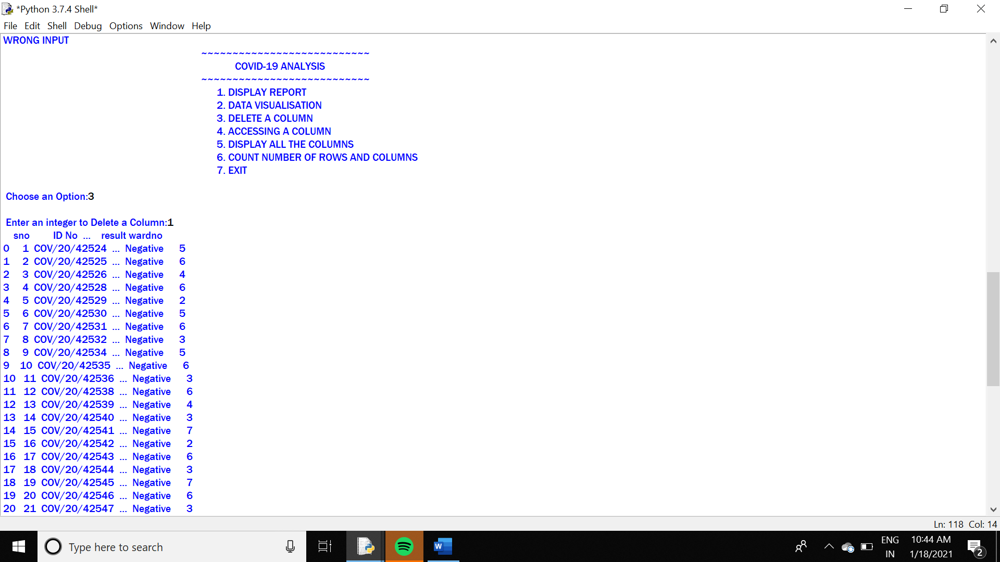 *Python 3.7.4 Shell*
File Edit Shell Debug Options Window Help
WRONG INPUT
~~~~~~~~~~~~~~~~~~~~~~~~~~~
COVID-19 ANALYSIS
~~~~~~~~~~~~~~~~~~~~~~~~~~~
1. DISPLAY REPORT
2. DATA VISUALISATION
3. DELETE A COLUMN
4. ACCESSING A COLUMN
5. DISPLAY ALL THE COLUMNS
6. COUNT NUMBER OF ROWS AND COLUMNS
7. EXIT
Choose an Option:3
Enter an integer to Delete a Column:1
sno ID No ... result wardno
0 1 COV/20/42524 ... Negative 5
1 2 COV/20/42525 ... Negative 6
2 3 COV/20/42526 ... Negative 4
3 4 COV/20/42528 ... Negative 6
4 5 COV/20/42529 ... Negative 2
5 6 COV/20/42530 ... Negative 5
6 7 COV/20/42531 ... Negative 6
7 8 COV/20/42532 ... Negative 3
8 9 COV/20/42534 ... Negative 5
9 10 COV/20/42535 ... Negative 6
10 11 COV/20/42536 ... Negative 3
11 12 COV/20/42538 ... Negative 6
12 13 COV/20/42539 ... Negative 4
13 14 COV/20/42540 ... Negative 3
14 15 COV/20/42541 ... Negative 7
15 16 COV/20/42542 ... Negative 2
16 17 COV/20/42543 ... Negative 6
17 18 COV/20/42544 ... Negative 3
18 19 COV/20/42545 ... Negative 7
19 20 COV/20/42546 ... Negative 6
20 21 COV/20/42547 ... Negative 3
Ln: 118 Col: 14
Type here to search
W
ENG
IN
10:44 AM
1/18/2021
2